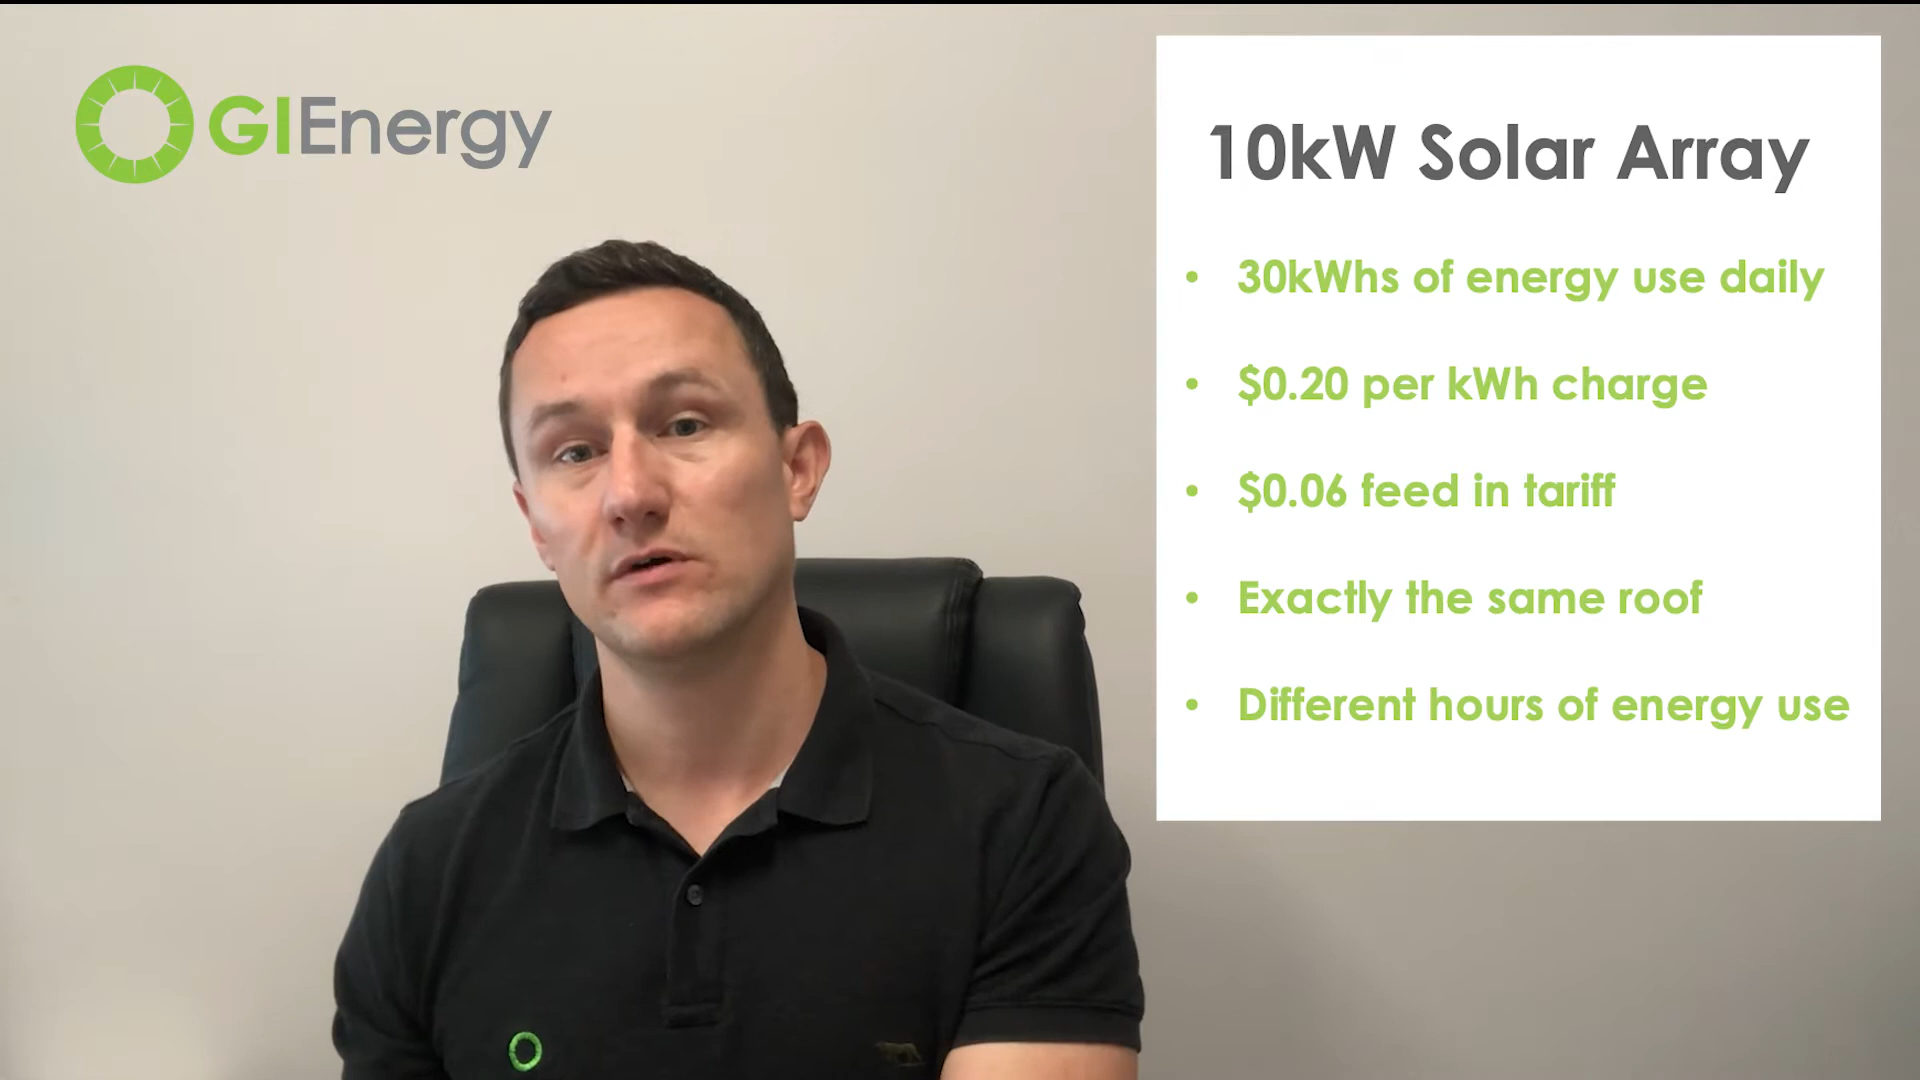 GIEnergy
10kW Solar Array
• 30kWhs of energy use daily
• $0.20 per kWh charge
• $0.06 feed in tariff
• Exactly the same roof
• Different hours of energy use